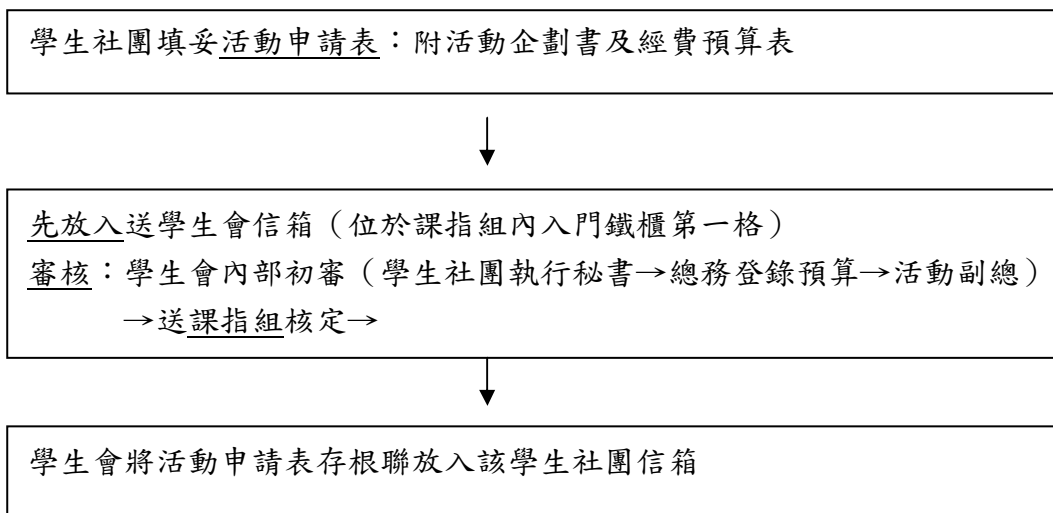 學生社團填妥活動申請表：附活動企劃書及經費預算表
先放入送學生會信箱（位於課指組內入門鐵櫃第一格）
審核：學生會內部初審（學生社團執行秘書→總務登錄預算→活動副總）
→送課指組核定→
學生會將活動申請表存根聯放入該學生社團信箱